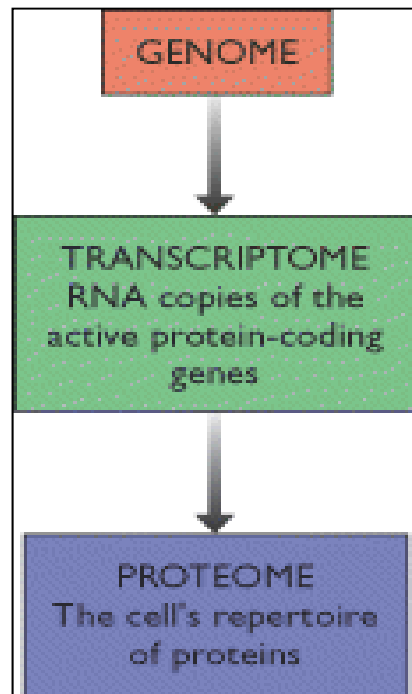 GENOME
TRANSCRIPTOME
RNA copies of the
active protein-coding
genes
PROTEOME
The cell's repertoire
of proteins